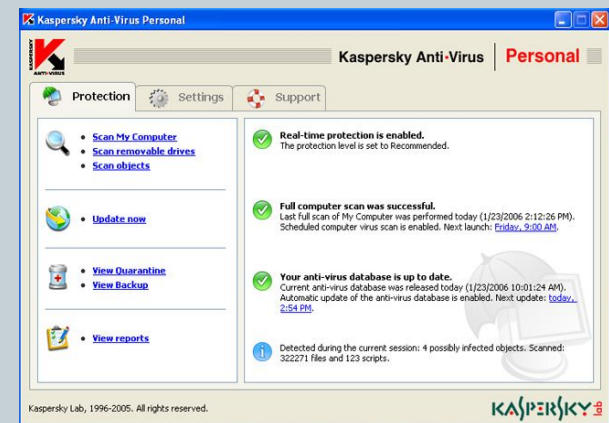 Kaspersky Anti-Virus Personal
ANTI-VIRUS
Kaspersky Anti-Virus Personal
Protection
Settings
Support
Scan My Computer
Scan removable drives
Scan objects
Update now
View Quarantine
View Backup
View reports
Real-time protection is enabled.
The protection level is set to Recommended.
Full computer scan was successful.
Last full scan of My Computer was performed today (1/23/2006 2:12:26 PM).
Scheduled computer virus scan is enabled. Next launch: Friday, 9:00 AM.
Your anti-virus database is up to date.
Current anti-virus database was released today (1/23/2006 10:01:24 AM).
Automatic update of the anti-virus database is enabled. Next update: today,
2:54 PM.
Detected during the current session: 4 possibly infected objects. Scanned:
322271 files and 123 scripts.
Kaspersky Lab, 1996-2005. All rights reserved.
KASPERSKY lab